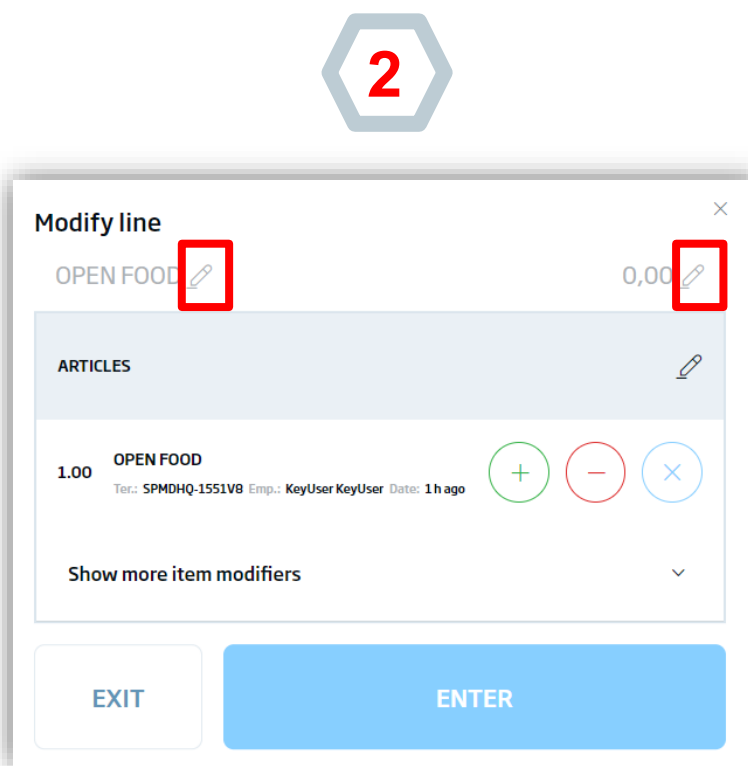 2
Modify line
OPEN FOOD 0,00
ARTICLES
1.00 OPEN FOOD
Ter.: SPMDHQ-1551V8 Emp.: KeyUser KeyUser Date: 1 h ago
Show more item modifiers
EXIT ENTER